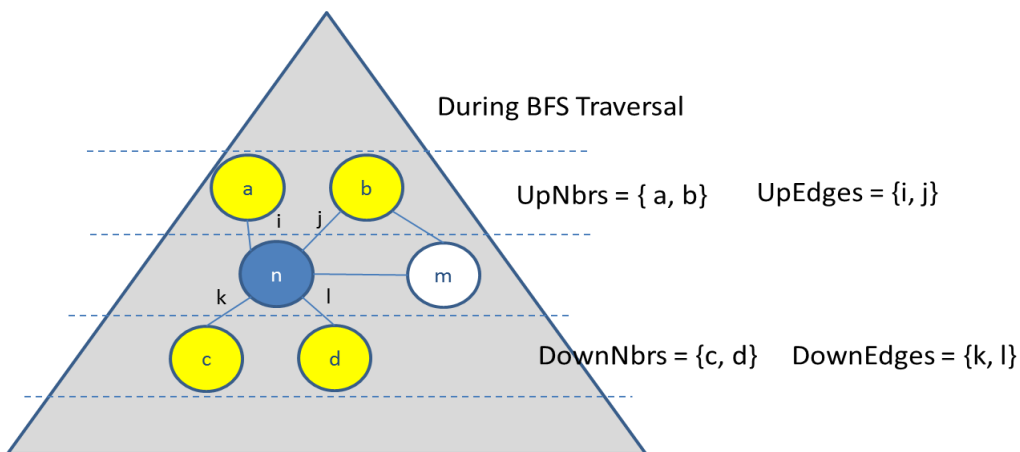 During BFS Traversal
a
b
UpNbrs = { a, b}
UpEdges = {i, j}
i
j
n
m
k
l
c
d
DownNbrs = {c, d}
DownEdges = {k, l}